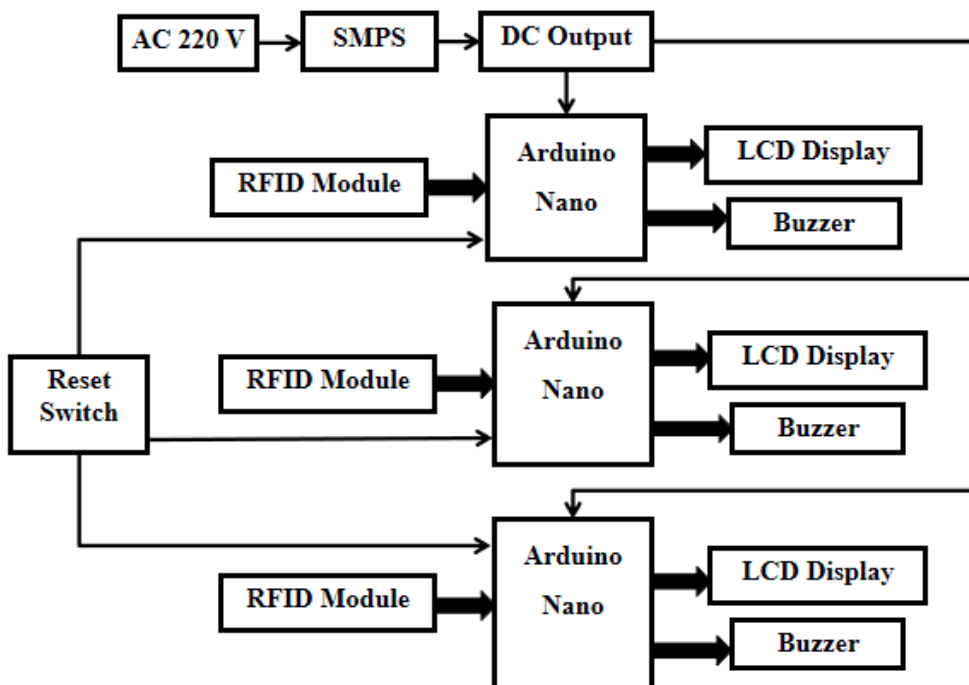 AC 220 V
SMPS
DC Output
Arduino
Nano
RFID Module
LCD Display
Buzzer
Reset
Switch
Arduino
Nano
RFID Module
LCD Display
Buzzer
Arduino
Nano
RFID Module
LCD Display
Buzzer